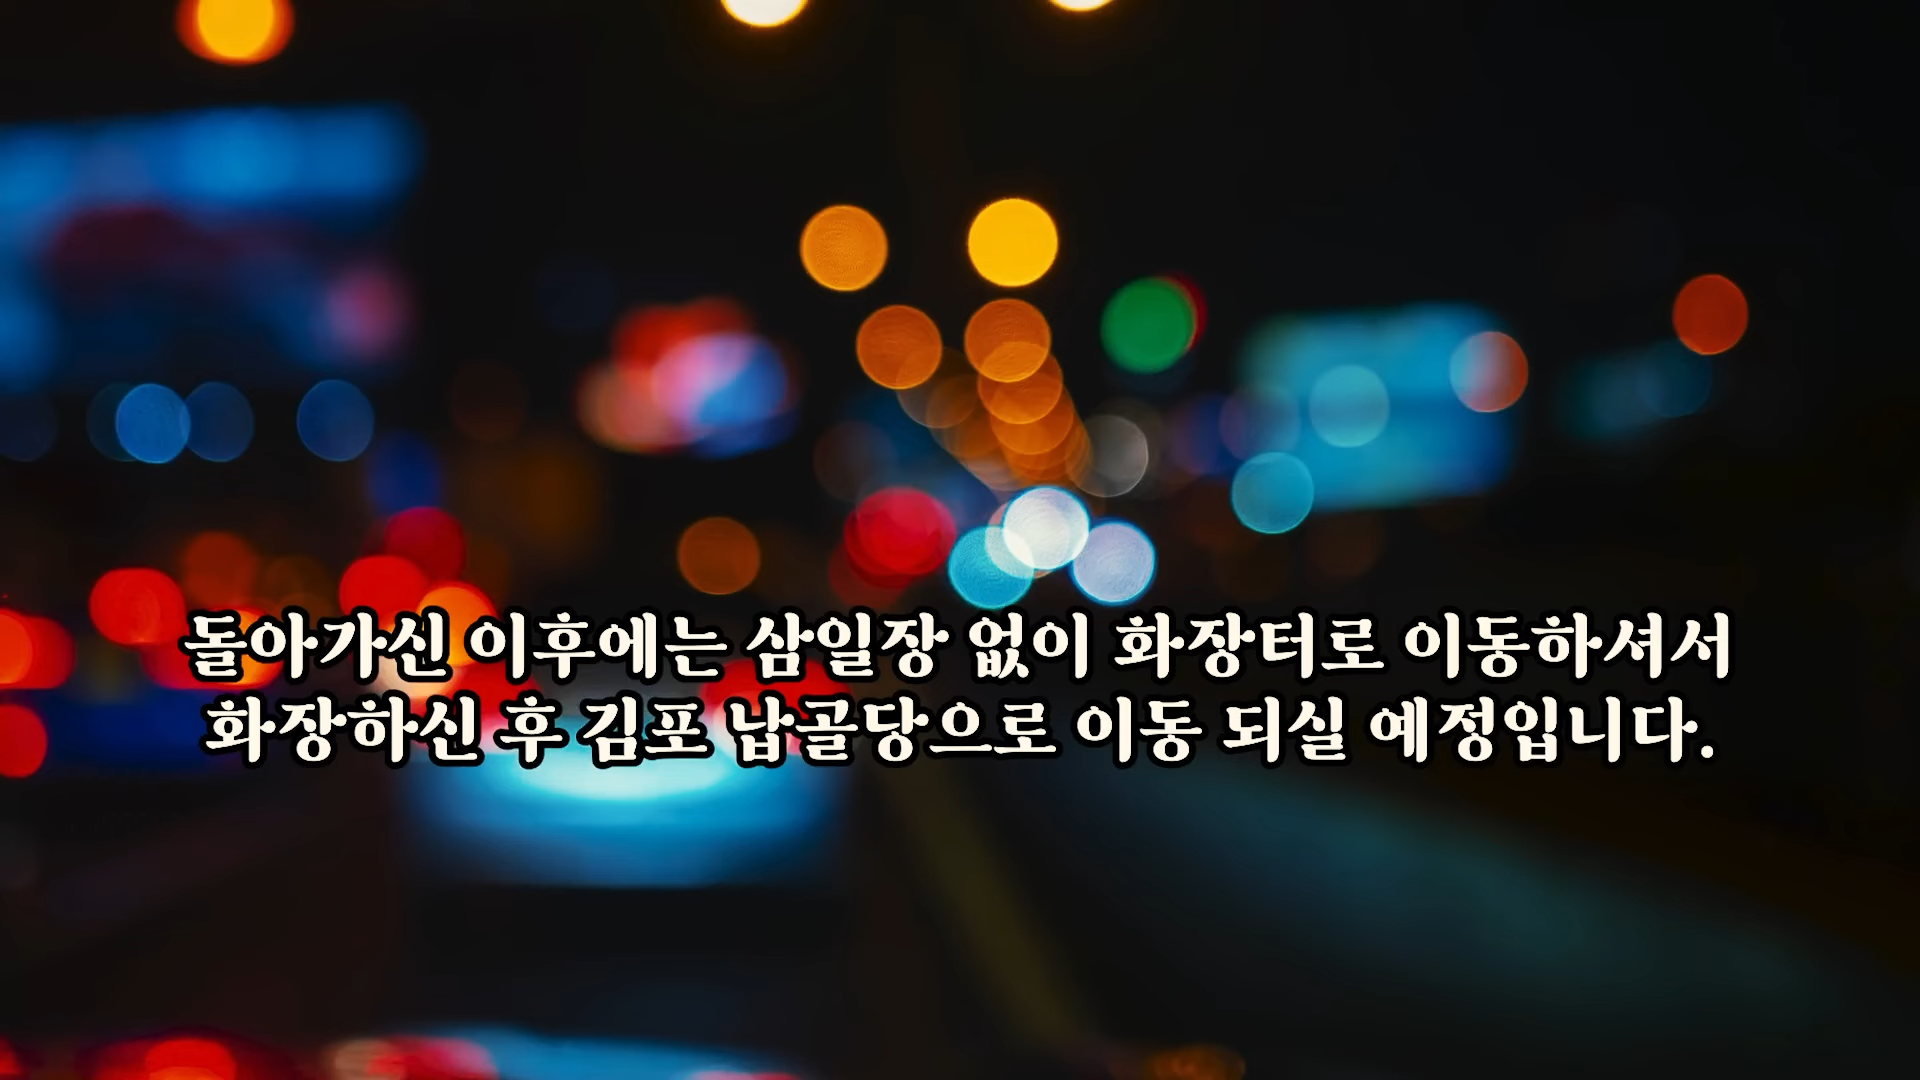 돌아가신 이후에는 삼일장 없이 화장터로 이동하셔서
화장하신 후 김포 납골당으로 이동 되실 예정입니다.